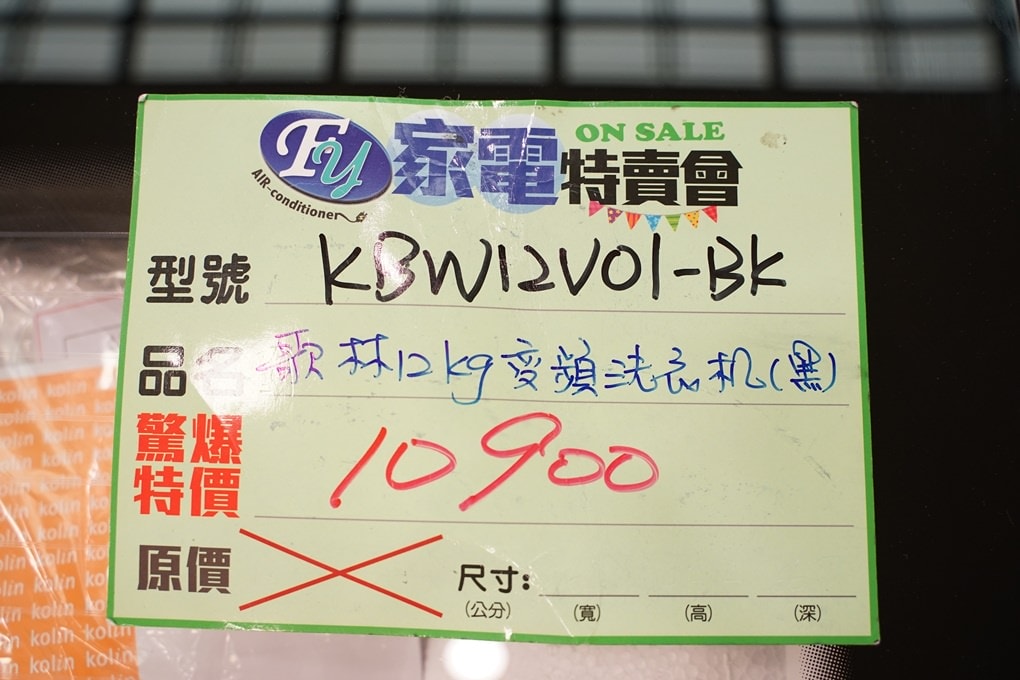 FY 家電特賣會 ON SALE
AIR-conditioner
型號 KBW12V01-BK
品名 歌林12kg变頻洗衣机(黑)
驚爆特價 10900
原價 尺寸:
(公分) (寬) (高) (深)
kolin